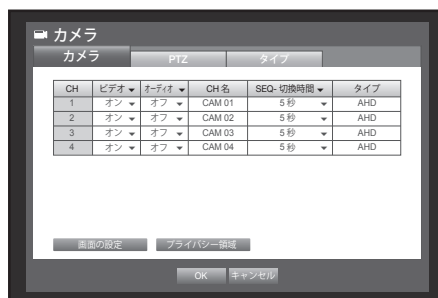 カメラ
カメラ PTZ タイプ
CH ビデオ オーディオ CH 名 SEQ- 切換時間 タイプ
1 オン オフ CAM 01 5 秒 AHD
2 オン オフ CAM 02 5 秒 AHD
3 オン オフ CAM 03 5 秒 AHD
4 オン オフ CAM 04 5 秒 AHD
画面の設定 プライバシー領域
OK キャンセル